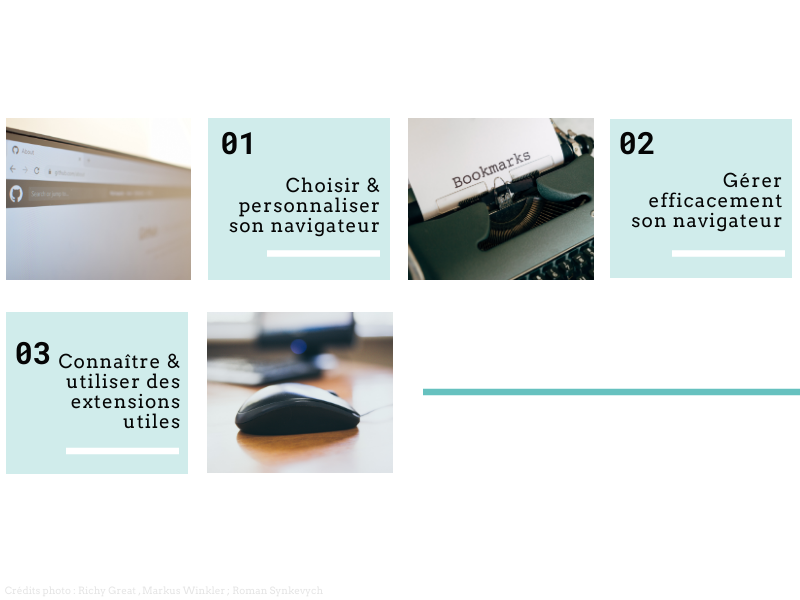 About
01
Choisir &
personnaliser
son navigateur
Bookmarks
02
Gérer
efficacement
son navigateur
03
Connaître &
utiliser des
extensions
utiles
Crédits photo : Richy Great , Markus Winkler ; Roman Synkevych